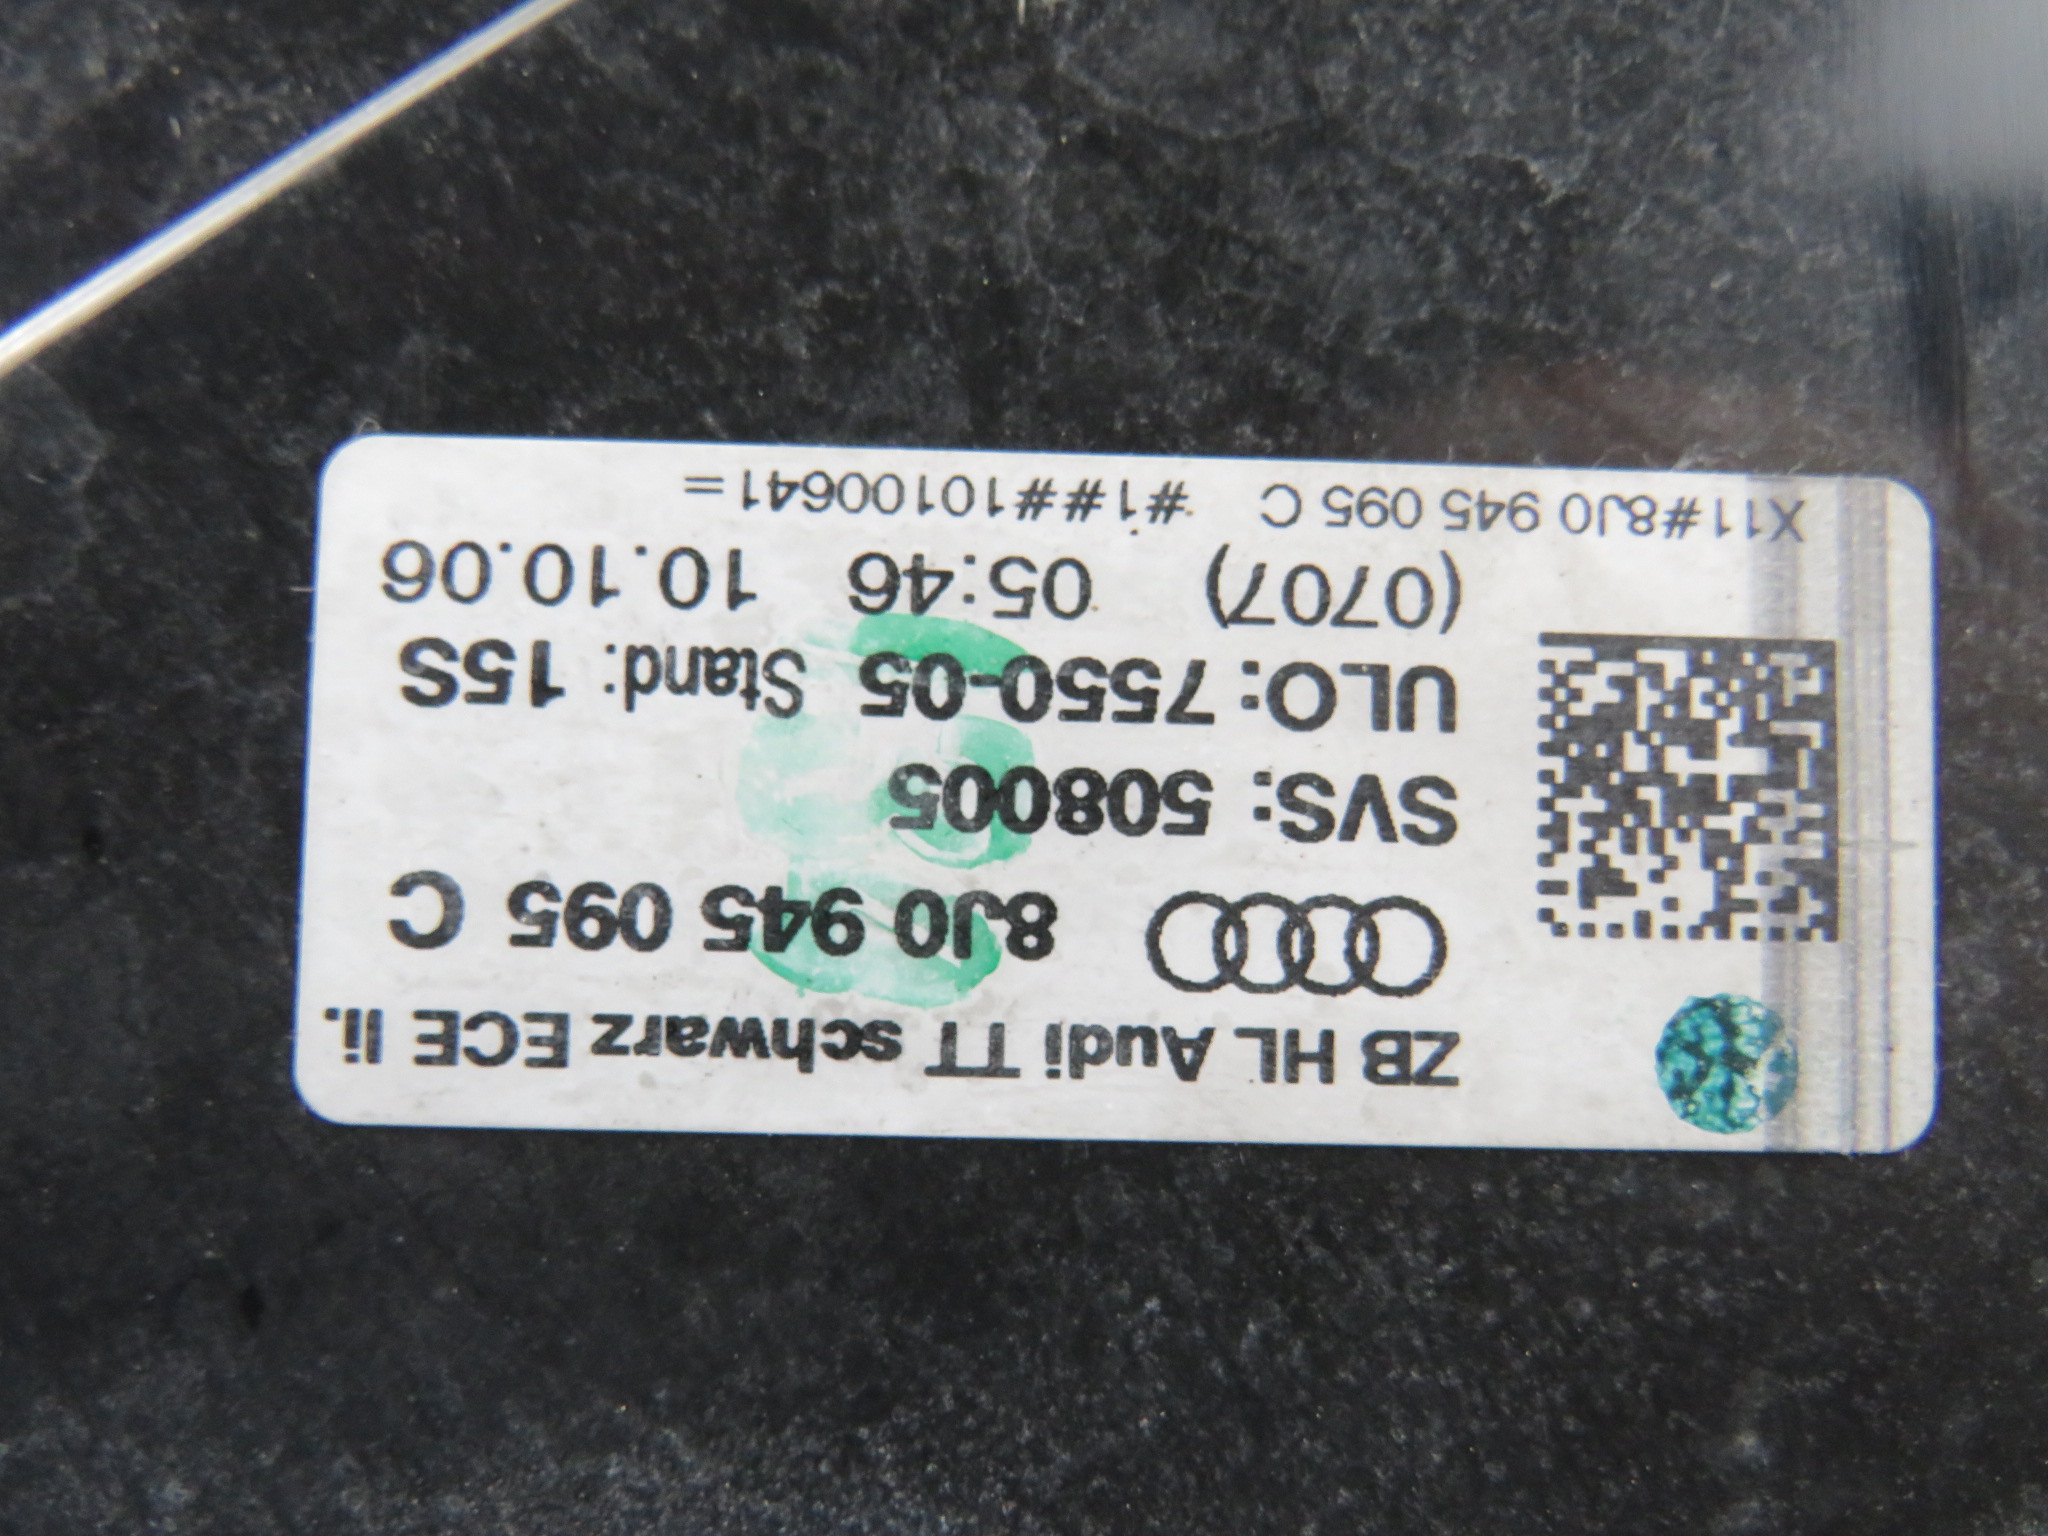 ZB HL Audi TT schwarz ECE li.
8J0 945 095 C
SVS: 508005
ULO: 7550-05 Stand: 15S
(0707) 05:46 10.10.06
X11#8J0 945 095 C #1##10100641=